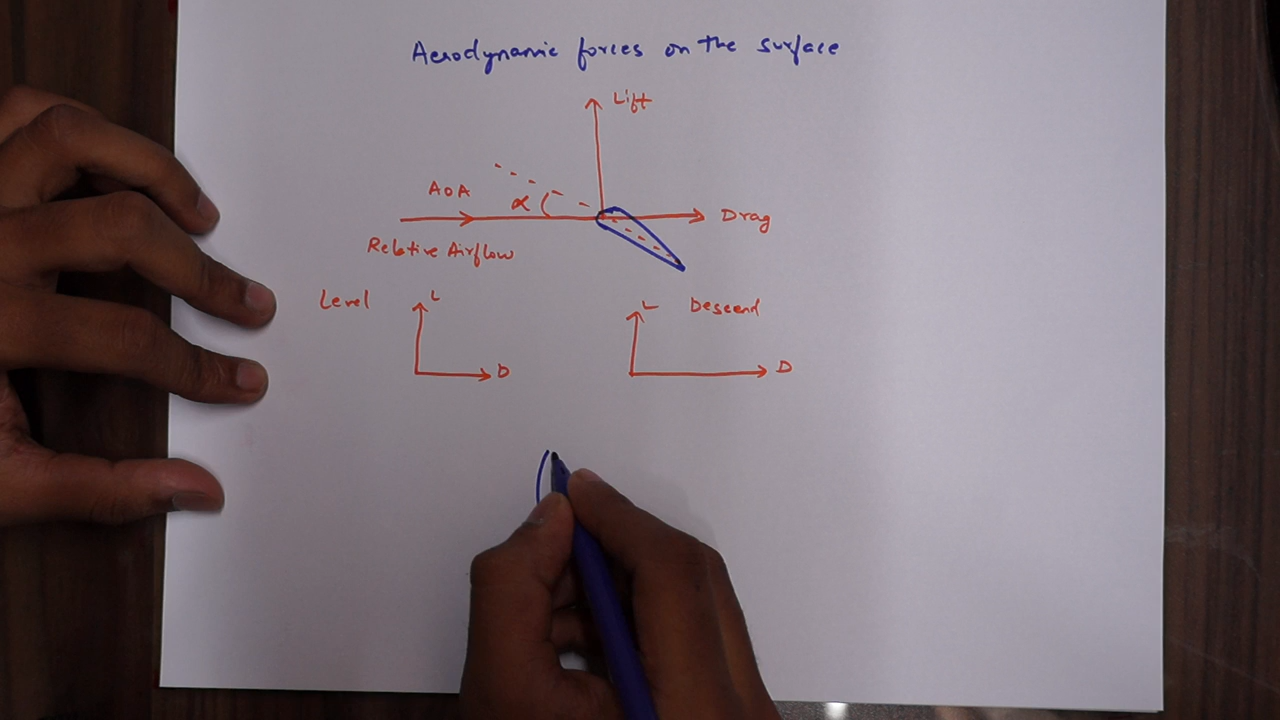 Aerodynamic forces on the surface
Lift
AOA
α
Drag
Relative Airflow
Level
L
D
L
Descend
D